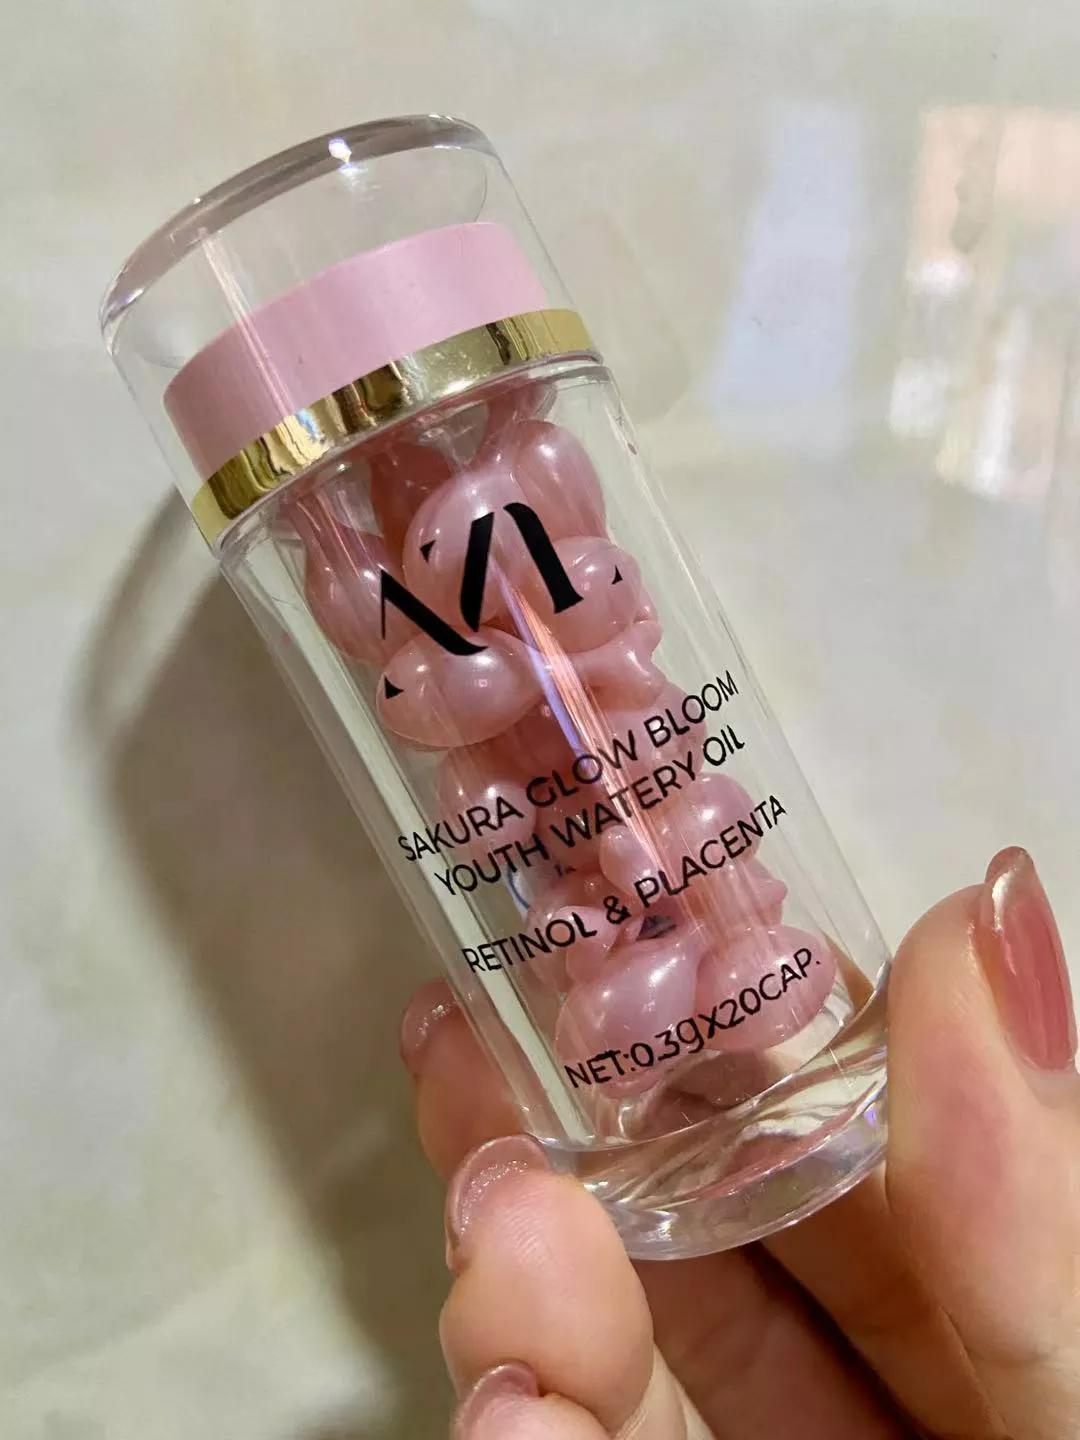 SAKURA GLOW BLOOM
YOUTH WATERY OIL
RETINOL & PLACENTA
NET:0.3gX20CAP.